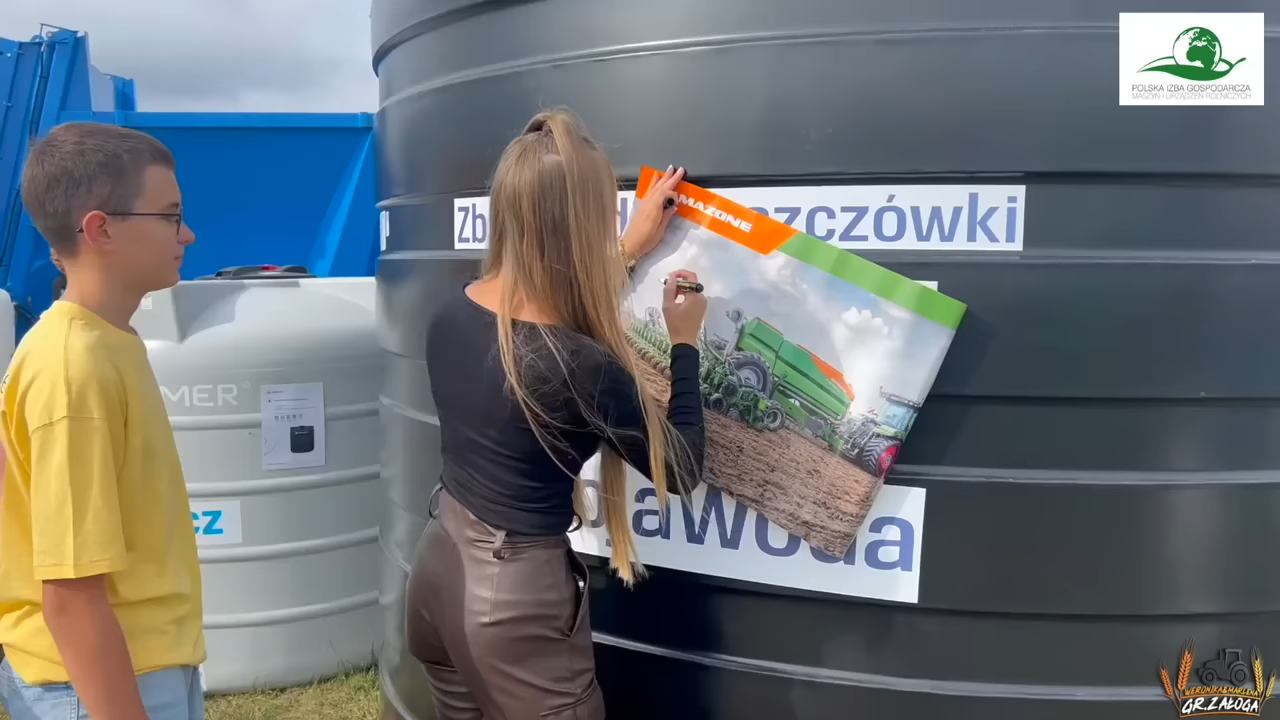 POLSKA IZBA GOSPODARCZA
MASZYN I URZĄDZEŃ ROLNICZYCH
AMAZONE
Zb
szczówki
MER®
cz
awoda
WERONIKA&MARLENA
GR.ZAŁOGA